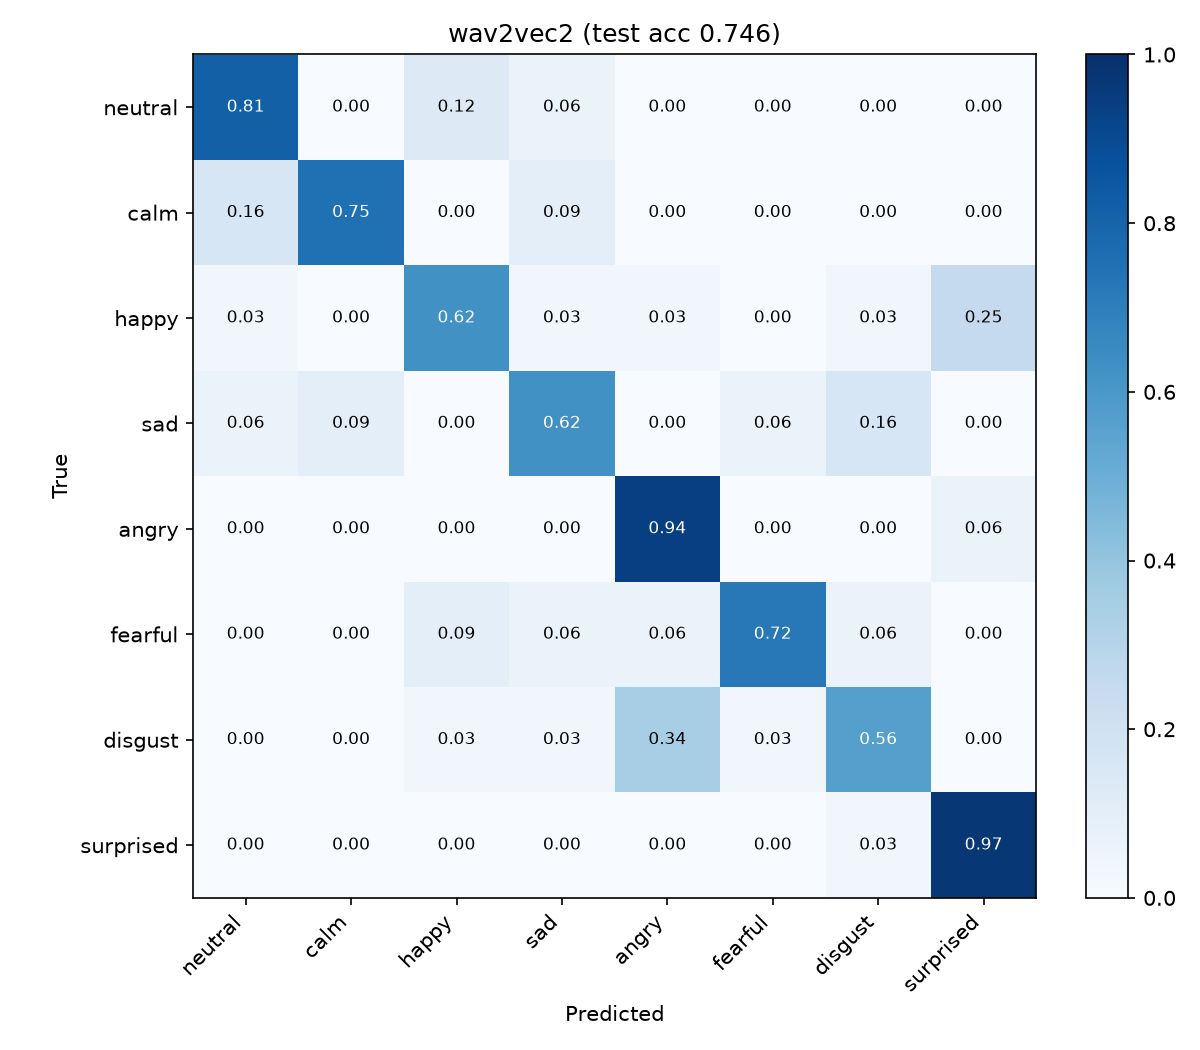 wav2vec2 (test acc 0.746)
1.0
neutral 0.81 0.00 0.12 0.06 0.00 0.00 0.00 0.00
0.8
calm 0.16 0.75 0.00 0.09 0.00 0.00 0.00 0.00
happy 0.03 0.00 0.62 0.03 0.03 0.00 0.03 0.25
0.6
sad 0.06 0.09 0.00 0.62 0.00 0.06 0.16 0.00
True
angry 0.00 0.00 0.00 0.00 0.94 0.00 0.00 0.06
0.4
fearful 0.00 0.00 0.09 0.06 0.06 0.72 0.06 0.00
0.2
disgust 0.00 0.00 0.03 0.03 0.34 0.03 0.56 0.00
surprised 0.00 0.00 0.00 0.00 0.00 0.00 0.03 0.97
0.0
neutral calm happy sad angry fearful disgust surprised
Predicted